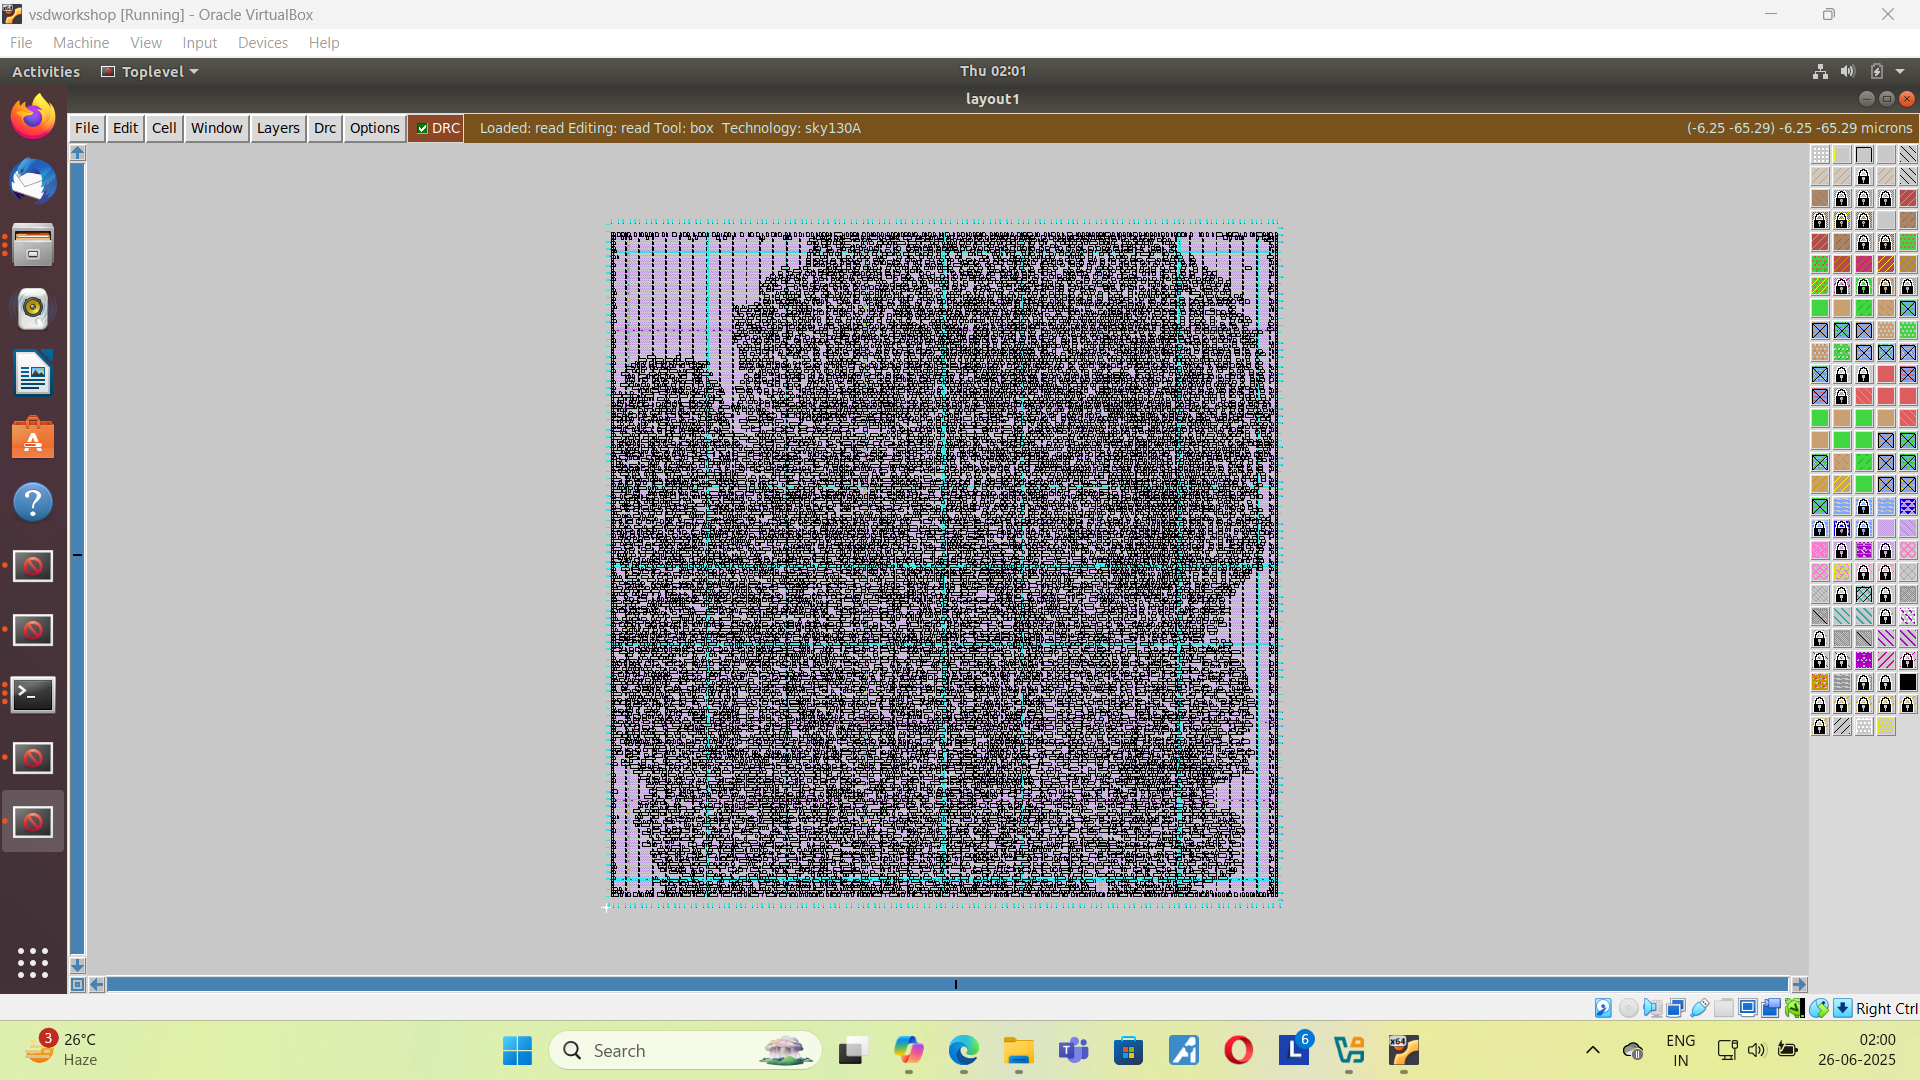 vsdworkshop [Running] - Oracle VirtualBox
File Machine View Input Devices Help
Activities Toplevel Thu 02:01
layout1
File Edit Cell Window Layers Drc Options DRC Loaded: read Editing: read Tool: box Technology: sky130A (-6.25 -65.29) -6.25 -65.29 microns
Right Ctrl
3 26°C
Haze
Search
6
ENG
IN
02:00
26-06-2025